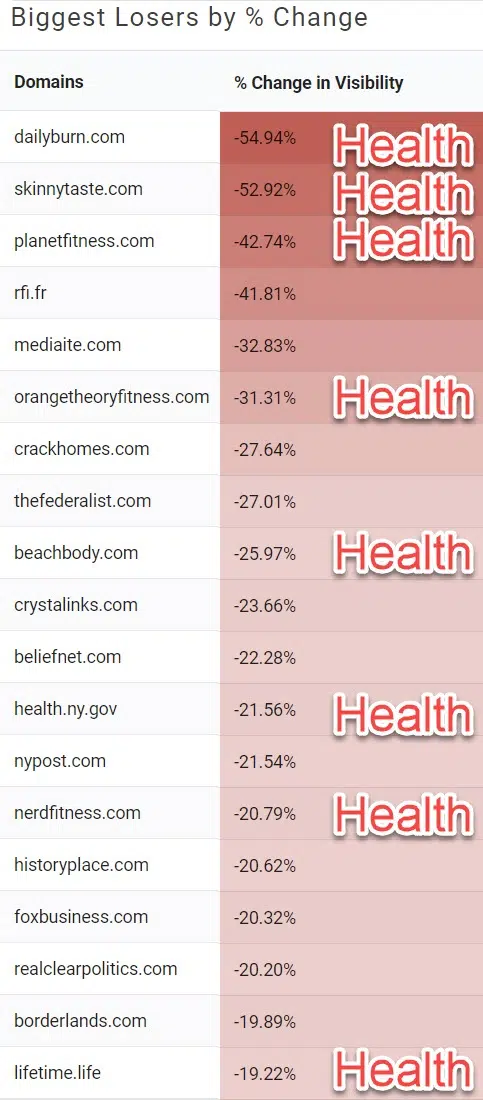 Biggest Losers by % Change
Domains % Change in Visibility
dailyburn.com -54.94% Health
skinnytaste.com -52.92% Health
planetfitness.com -42.74% Health
rfi.fr -41.81%
mediaite.com -32.83%
orangetheoryfitness.com -31.31% Health
crackhomes.com -27.64%
thefederalist.com -27.01%
beachbody.com -25.97% Health
crystalinks.com -23.66%
beliefnet.com -22.28%
health.ny.gov -21.56% Health
nypost.com -21.54%
nerdfitness.com -20.79% Health
historyplace.com -20.62%
foxbusiness.com -20.32%
realclearpolitics.com -20.20%
borderlands.com -19.89%
lifetime.life -19.22% Health